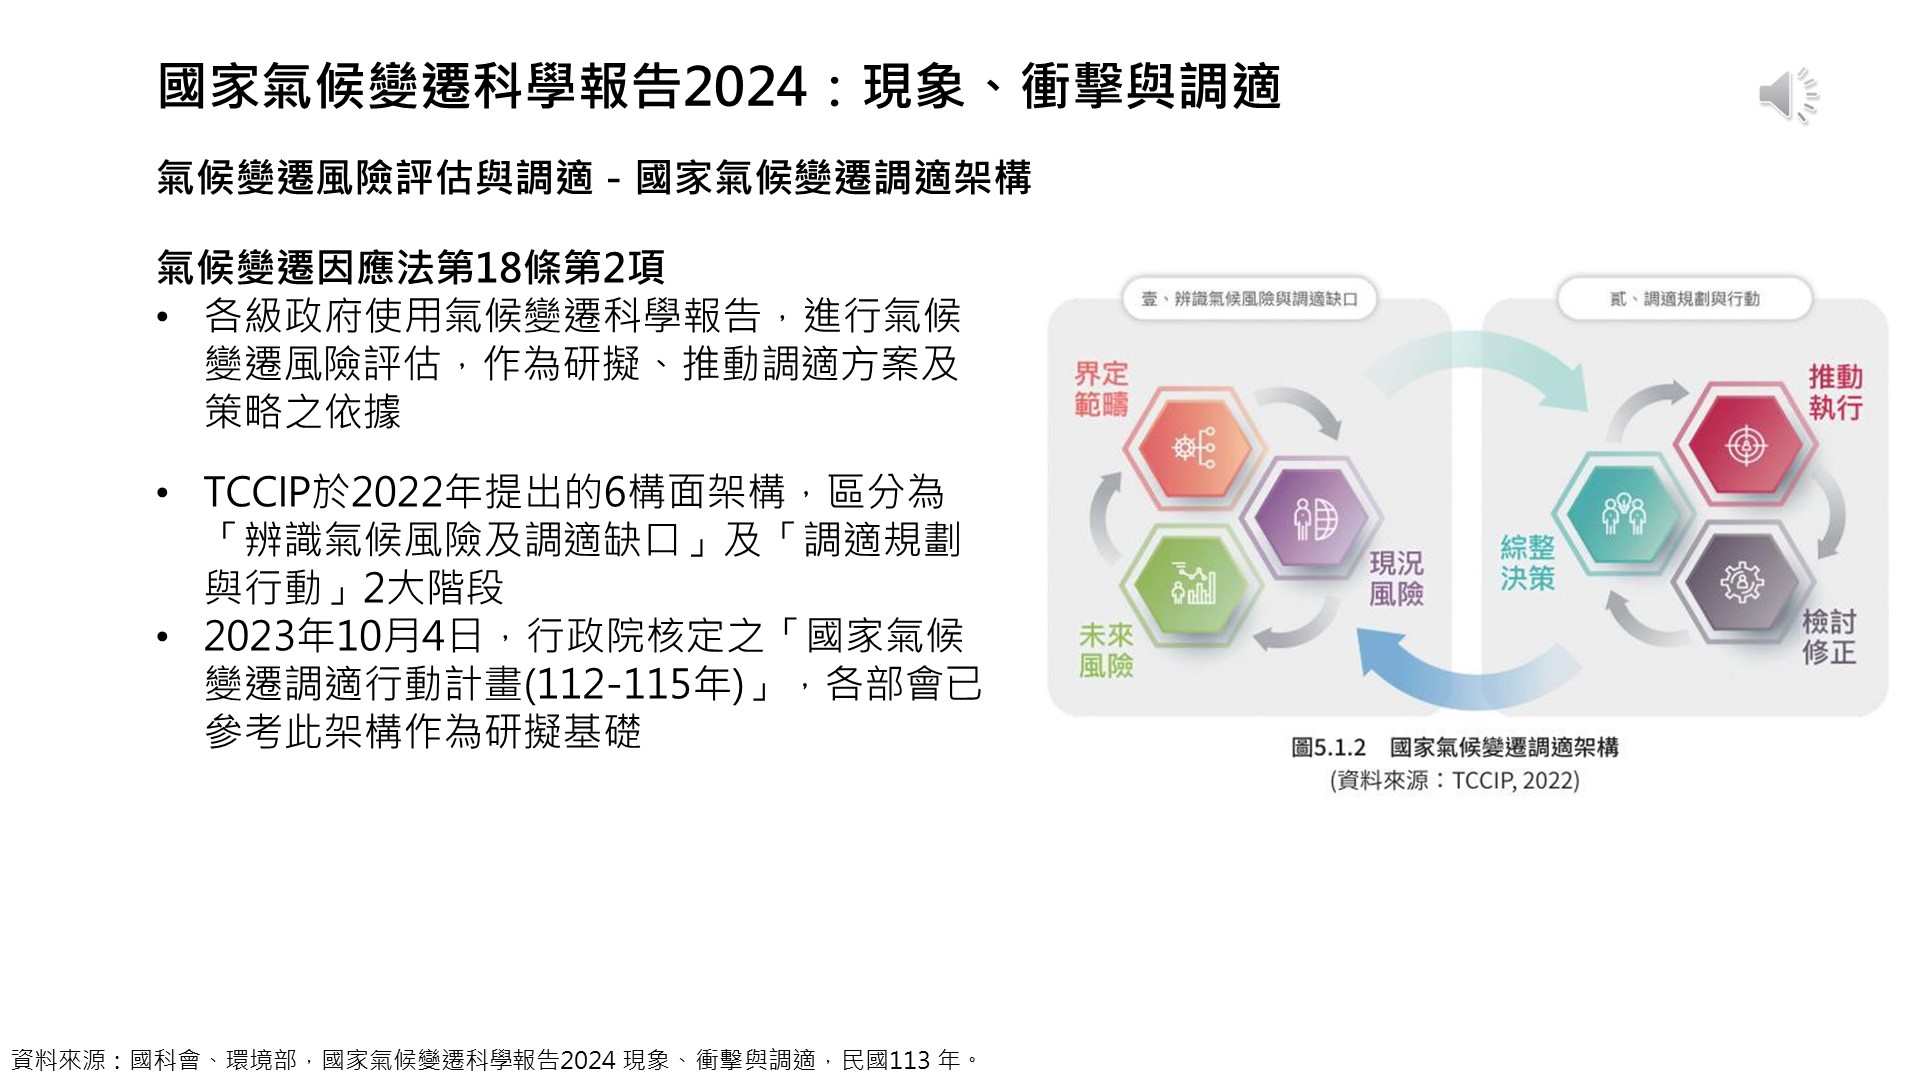 國家氣候變遷科學報告2024：現象、衝擊與調適
氣候變遷風險評估與調適 - 國家氣候變遷調適架構
氣候變遷因應法第18條第2項
• 各級政府使用氣候變遷科學報告，進行氣候
變遷風險評估，作為研擬、推動調適方案及
策略之依據
• TCCIP於2022年提出的6構面架構，區分為
「辨識氣候風險及調適缺口」及「調適規劃
與行動」2大階段
• 2023年10月4日，行政院核定之「國家氣候
變遷調適行動計畫(112-115年)」，各部會已
參考此架構作為研擬基礎
壹、辨識氣候風險與調適缺口
界定
範疇
現況
風險
未來
風險
貳、調適規劃與行動
推動
執行
綜整
決策
檢討
修正
圖5.1.2 國家氣候變遷調適架構
(資料來源：TCCIP, 2022)
資料來源：國科會、環境部，國家氣候變遷科學報告2024 現象、衝擊與調適，民國113 年。